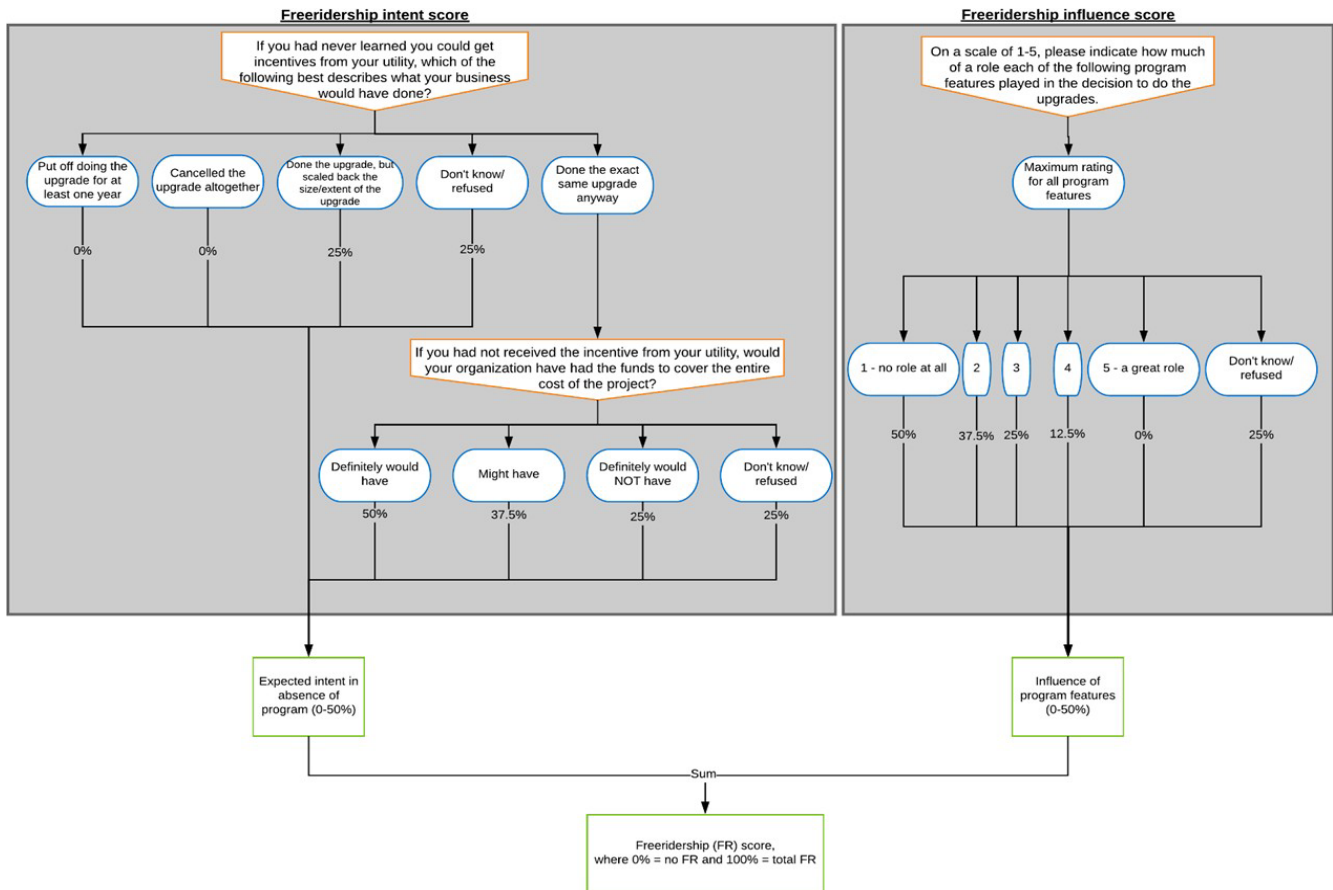 Freeridership intent score
If you had never learned you could get
incentives from your utility, which of the
following best describes what your business
would have done?
Put off doing the
upgrade for at
least one year
Cancelled the
upgrade altogether
Done the upgrade, but
scaled back the
size/extent of the
upgrade
Don't know/
refused
Done the exact
same upgrade
anyway
0%
0%
25%
25%
If you had not received the incentive from your utility, would
your organization have had the funds to cover the entire
cost of the project?
Definitely would
have
Might have
Definitely would
NOT have
Don't know/
refused
50%
37.5%
25%
25%
Expected intent in
absence of
program (0-50%)
Freeridership influence score
On a scale of 1-5, please indicate how much
of a role each of the following program
features played in the decision to do the
upgrades.
Maximum rating
for all program
features
1 - no role at all
2
3
4
5 - a great role
Don't know/
refused
50%
37.5%
25%
12.5%
0%
25%
Influence of
program features
(0-50%)
Sum
Freeridership (FR) score,
where 0% = no FR and 100% = total FR